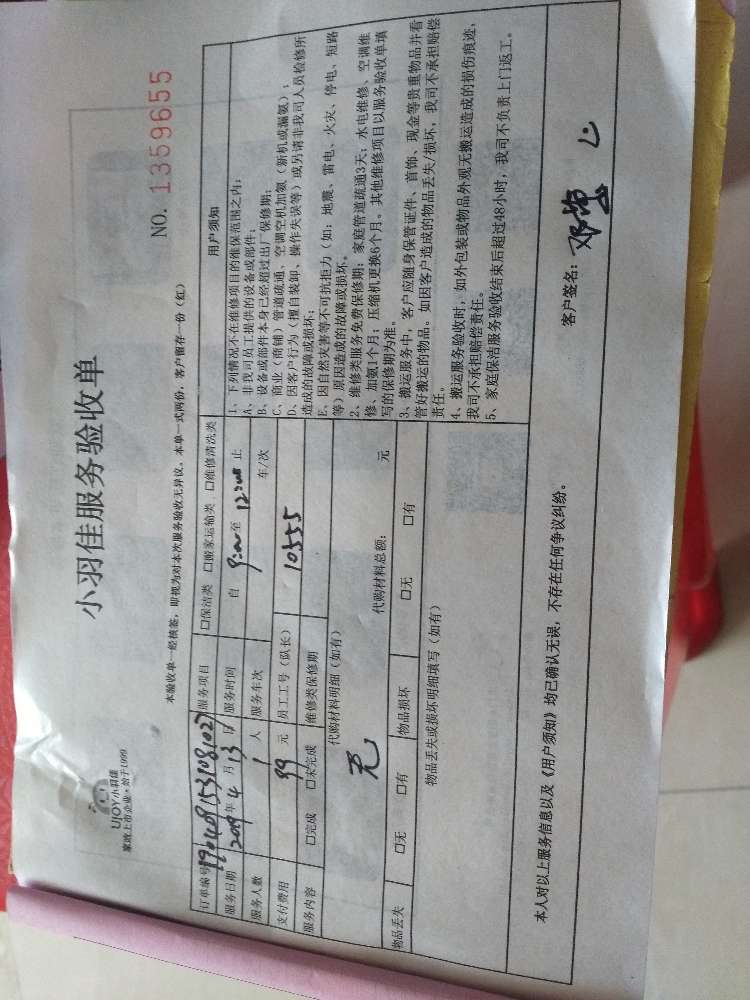 UJOY小羽佳
家政上市企业·始于1999
小羽佳服务验收单
NO. 1359655
本验收单一经核签，即视为对本次服务验收无异议。本单一式两份，客户留存一份（红）
订单编号 190408153108102 服务项目 □保洁类 □搬家运输类 □维修清洗类
服务日期 2019年4月13日 服务时间 自 9:00 至 12:00 止
服务人数 1 人 服务车次 车/次
支付费用 99 元 员工工号（队长） 10555
服务内容 □完成 □未完成 维修类保修期
代购材料明细（如有）
无
代购材料总额： 元
物品丢失 □无 □有 物品损坏 □无 □有
物品丢失或损坏明细填写（如有）
用户须知
1、下列情况不在维修项目的维保范围之内：
A、非我司员工提供的设备或部件；
B、设备或部件本身已经超过出厂保修期；
C、商业（商铺）管道疏通、空调空机加氨（新机或漏氨）；
D、因客户行为（擅自装卸、操作失误等）或另请非我司人员检修所
造成的故障或损坏；
E、因自然灾害等不可抗拒力（如：地震、雷电、火灾、停电、短路
等）原因造成的故障或损坏。
2、维修类服务免费保修期：家庭管道疏通3天；水电维修、空调维
修、加氨1个月；压缩机更换6个月。其他维修项目以服务验收单填
写的保修期为准。
3、搬运服务中，客户应随身保管证件、首饰、现金等贵重物品并看
管好搬运的物品。如因客户造成的物品丢失/损坏，我司不承担赔偿
责任。
4、搬运服务验收时，如外包装或物品外观无搬运造成的损伤痕迹，
我司不承担赔偿责任。
5、家庭保洁服务验收结束后超过48小时，我司不负责上门返工。
本人对以上服务信息以及《用户须知》均已确认无误，不存在任何争议纠纷。
客户签名：邓